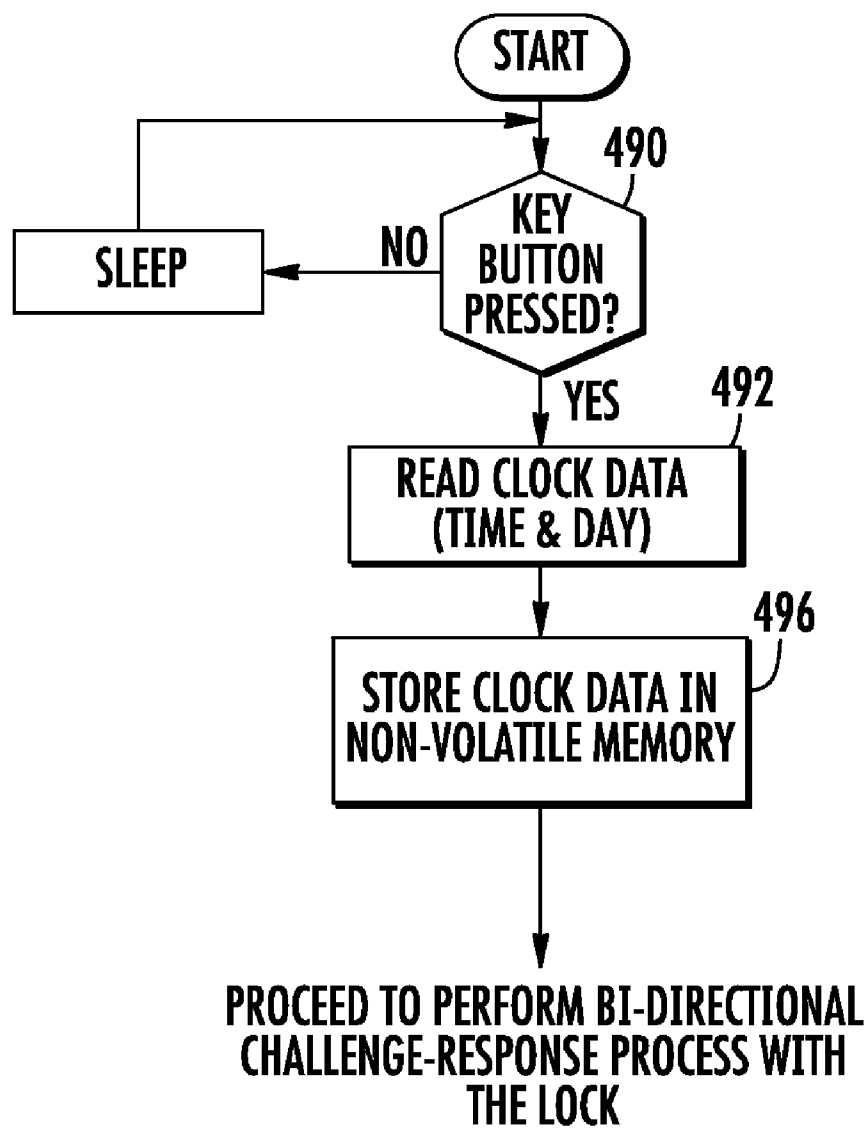 START
490
KEY
BUTTON
PRESSED?
NO
SLEEP
YES
492
READ CLOCK DATA
(TIME & DAY)
496
STORE CLOCK DATA IN
NON-VOLATILE MEMORY
PROCEED TO PERFORM BI-DIRECTIONAL
CHALLENGE-RESPONSE PROCESS WITH
THE LOCK